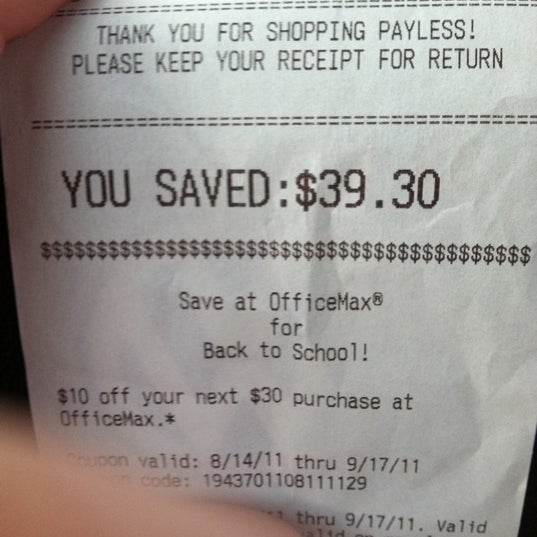 THANK YOU FOR SHOPPING PAYLESS!
PLEASE KEEP YOUR RECEIPT FOR RETURN
YOU SAVED:$39.30
$$$$$$$$$$$$$$$$$$$$$$$$$$$$$$$$$$$$$$$$$$
Save at OfficeMax®
for
Back to School!
$10 off your next $30 purchase at
OfficeMax.*
Coupon valid: 8/14/11 thru 9/17/11
code: 1943701108111129
thru 9/17/11. Valid